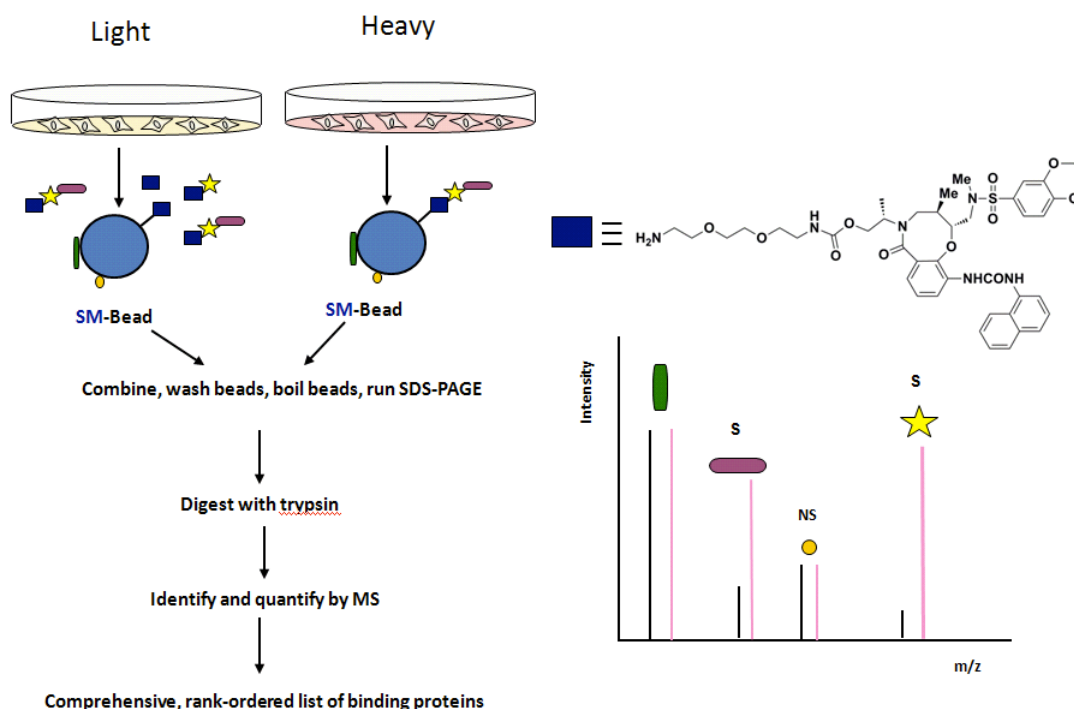 Light
Heavy
SM-Bead
SM-Bead
Combine, wash beads, boil beads, run SDS-PAGE
Digest with trypsin
Identify and quantify by MS
Comprehensive, rank-ordered list of binding proteins
H2N
O
O
H
N
O
O
N
O
Me
Me
N
S
O
O
O
O
O
NHCONH
Intensity
S
NS
S
m/z